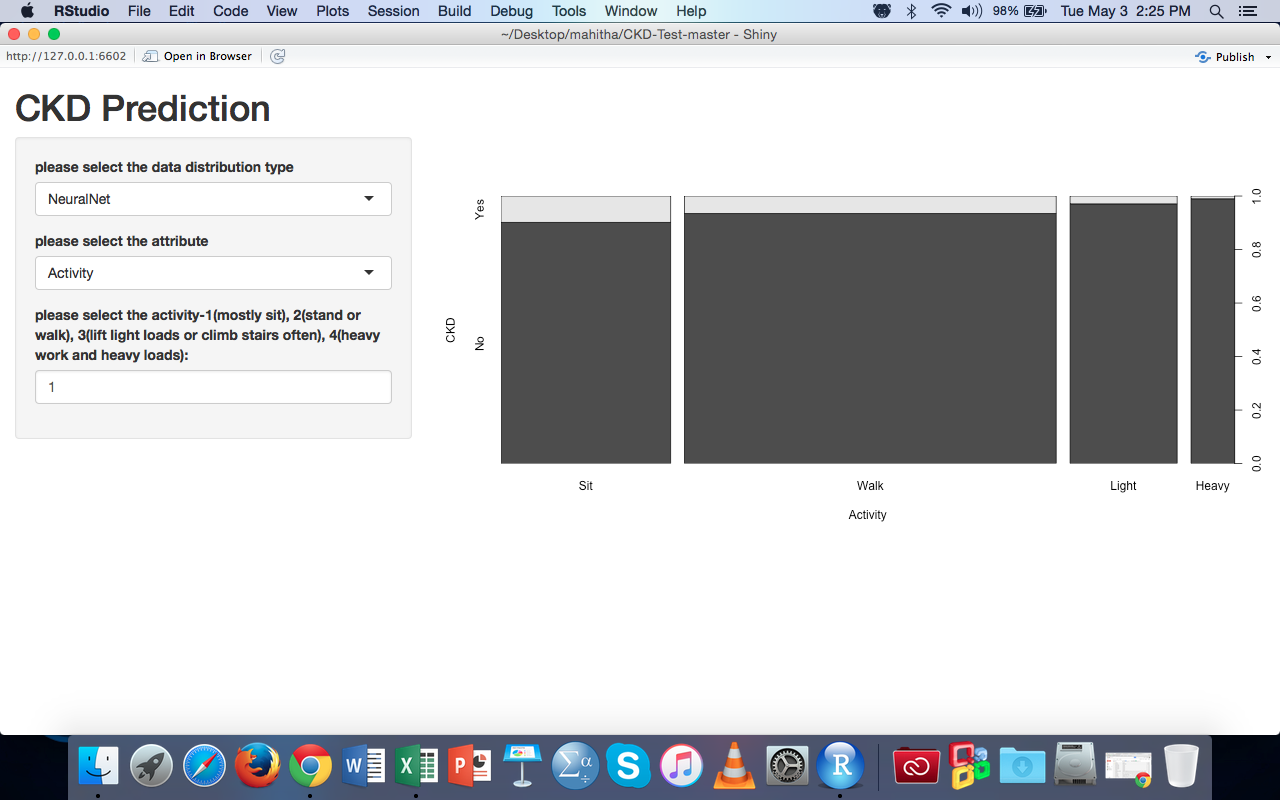 RStudio File Edit Code View Plots Session Build Debug Tools Window Help 98% Tue May 3 2:25 PM
~/Desktop/mahitha/CKD-Test-master - Shiny
http://127.0.0.1:6602 Open in Browser Publish
CKD Prediction
please select the data distribution type
NeuralNet
please select the attribute
Activity
please select the activity-1(mostly sit), 2(stand or
walk), 3(lift light loads or climb stairs often), 4(heavy
work and heavy loads):
1
CKD
Yes
No
1.0
0.8
0.6
0.4
0.2
0.0
Sit Walk Light Heavy
Activity
W X P Σα÷ S R